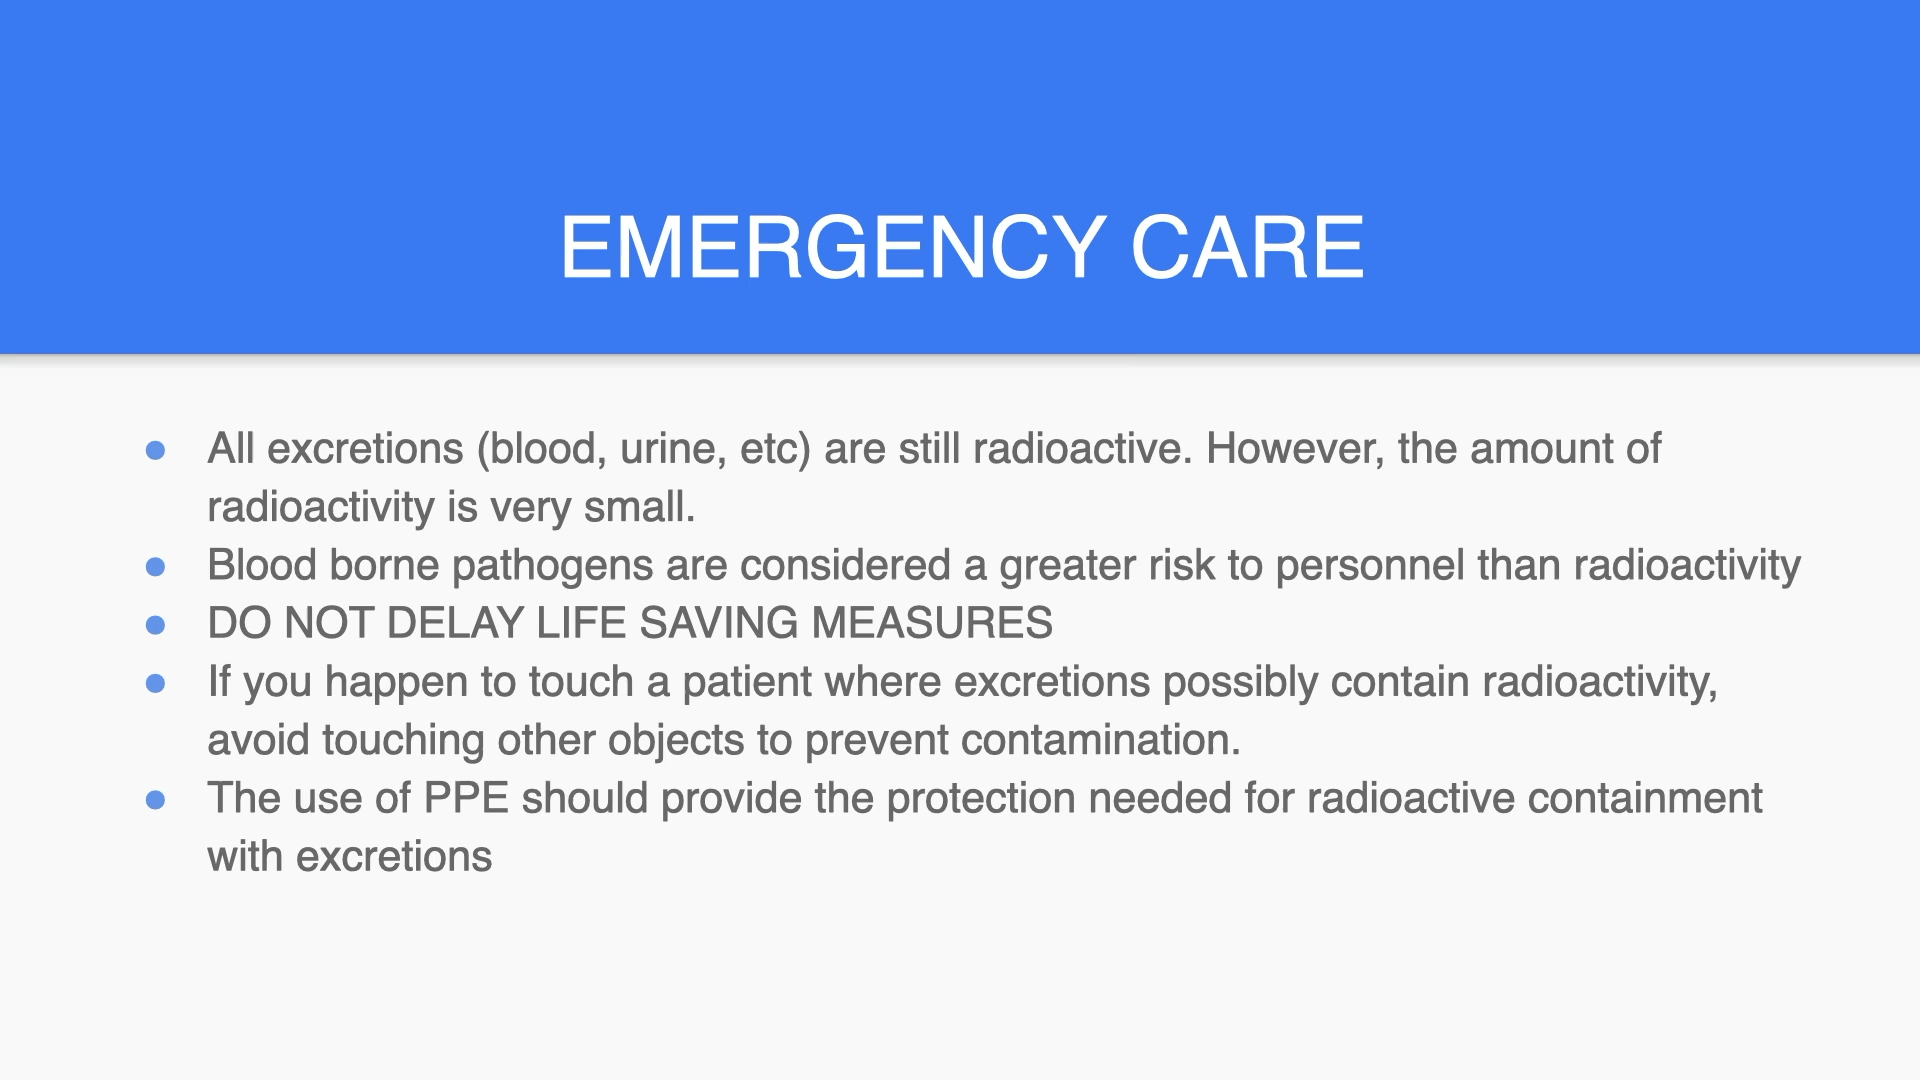 EMERGENCY CARE
● All excretions (blood, urine, etc) are still radioactive. However, the amount of
radioactivity is very small.
● Blood borne pathogens are considered a greater risk to personnel than radioactivity
● DO NOT DELAY LIFE SAVING MEASURES
● If you happen to touch a patient where excretions possibly contain radioactivity,
avoid touching other objects to prevent contamination.
● The use of PPE should provide the protection needed for radioactive containment
with excretions